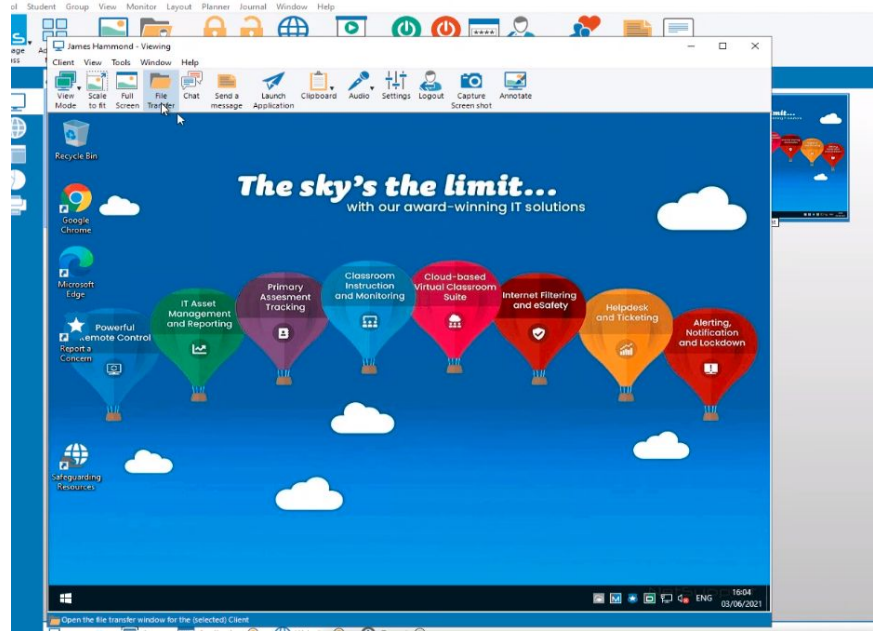 ol Student Group View Monitor Layout Planner Journal Window Help
James Hammond - Viewing
Client View Tools Window Help
View Mode
Scale to fit
Full Screen
File Transfer
Chat
Send a message
Launch Application
Clipboard
Audio
Settings
Logout
Capture Screen shot
Annotate
Recycle Bin
The sky's the limit...
with our award-winning IT solutions
Google
Chrome
Microsoft
Edge
Report a
Concern
Safeguarding
Resources
Powerful
Remote Control
IT Asset
Management
and Reporting
Primary
Assesment
Tracking
Classroom
Instruction
and Monitoring
Cloud-based
Virtual Classroom
Suite
Internet Filtering
and eSafety
Helpdesk
and Ticketing
Alerting,
Notification
and Lockdown
ENG
16:04
03/06/2021
Open the file transfer window for the (selected) Client